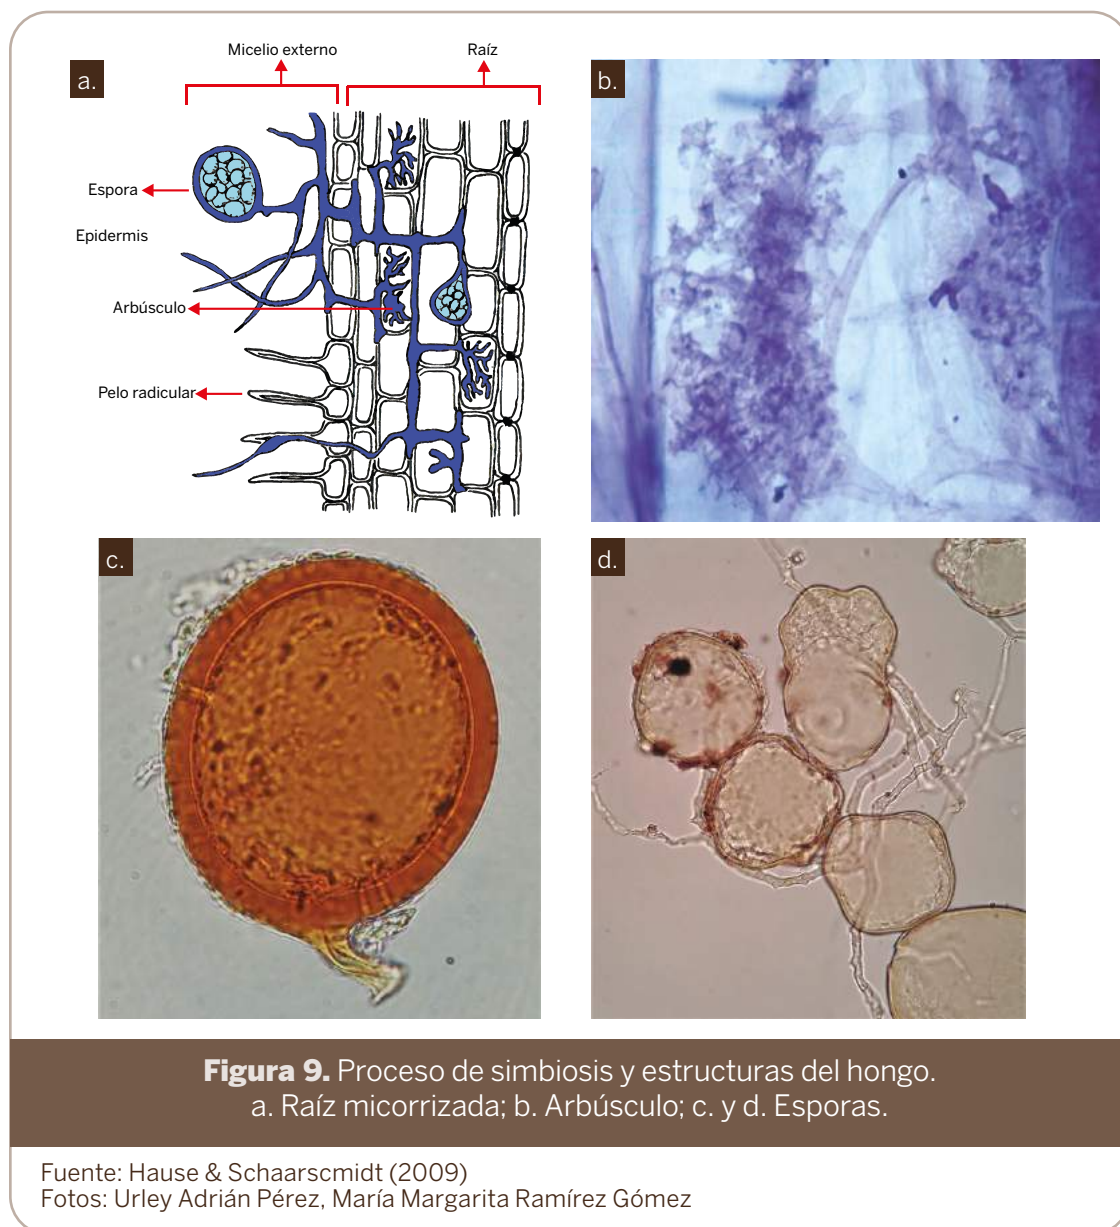 a.
Micelio externo
Raíz
Espora
Epidermis
Arbúsculo
Pelo radicular
b.
c.
d.
Figura 9. Proceso de simbiosis y estructuras del hongo.
a. Raíz micorrizada; b. Arbúsculo; c. y d. Esporas.
Fuente: Hause & Schaarscmidt (2009)
Fotos: Urley Adrián Pérez, María Margarita Ramírez Gómez